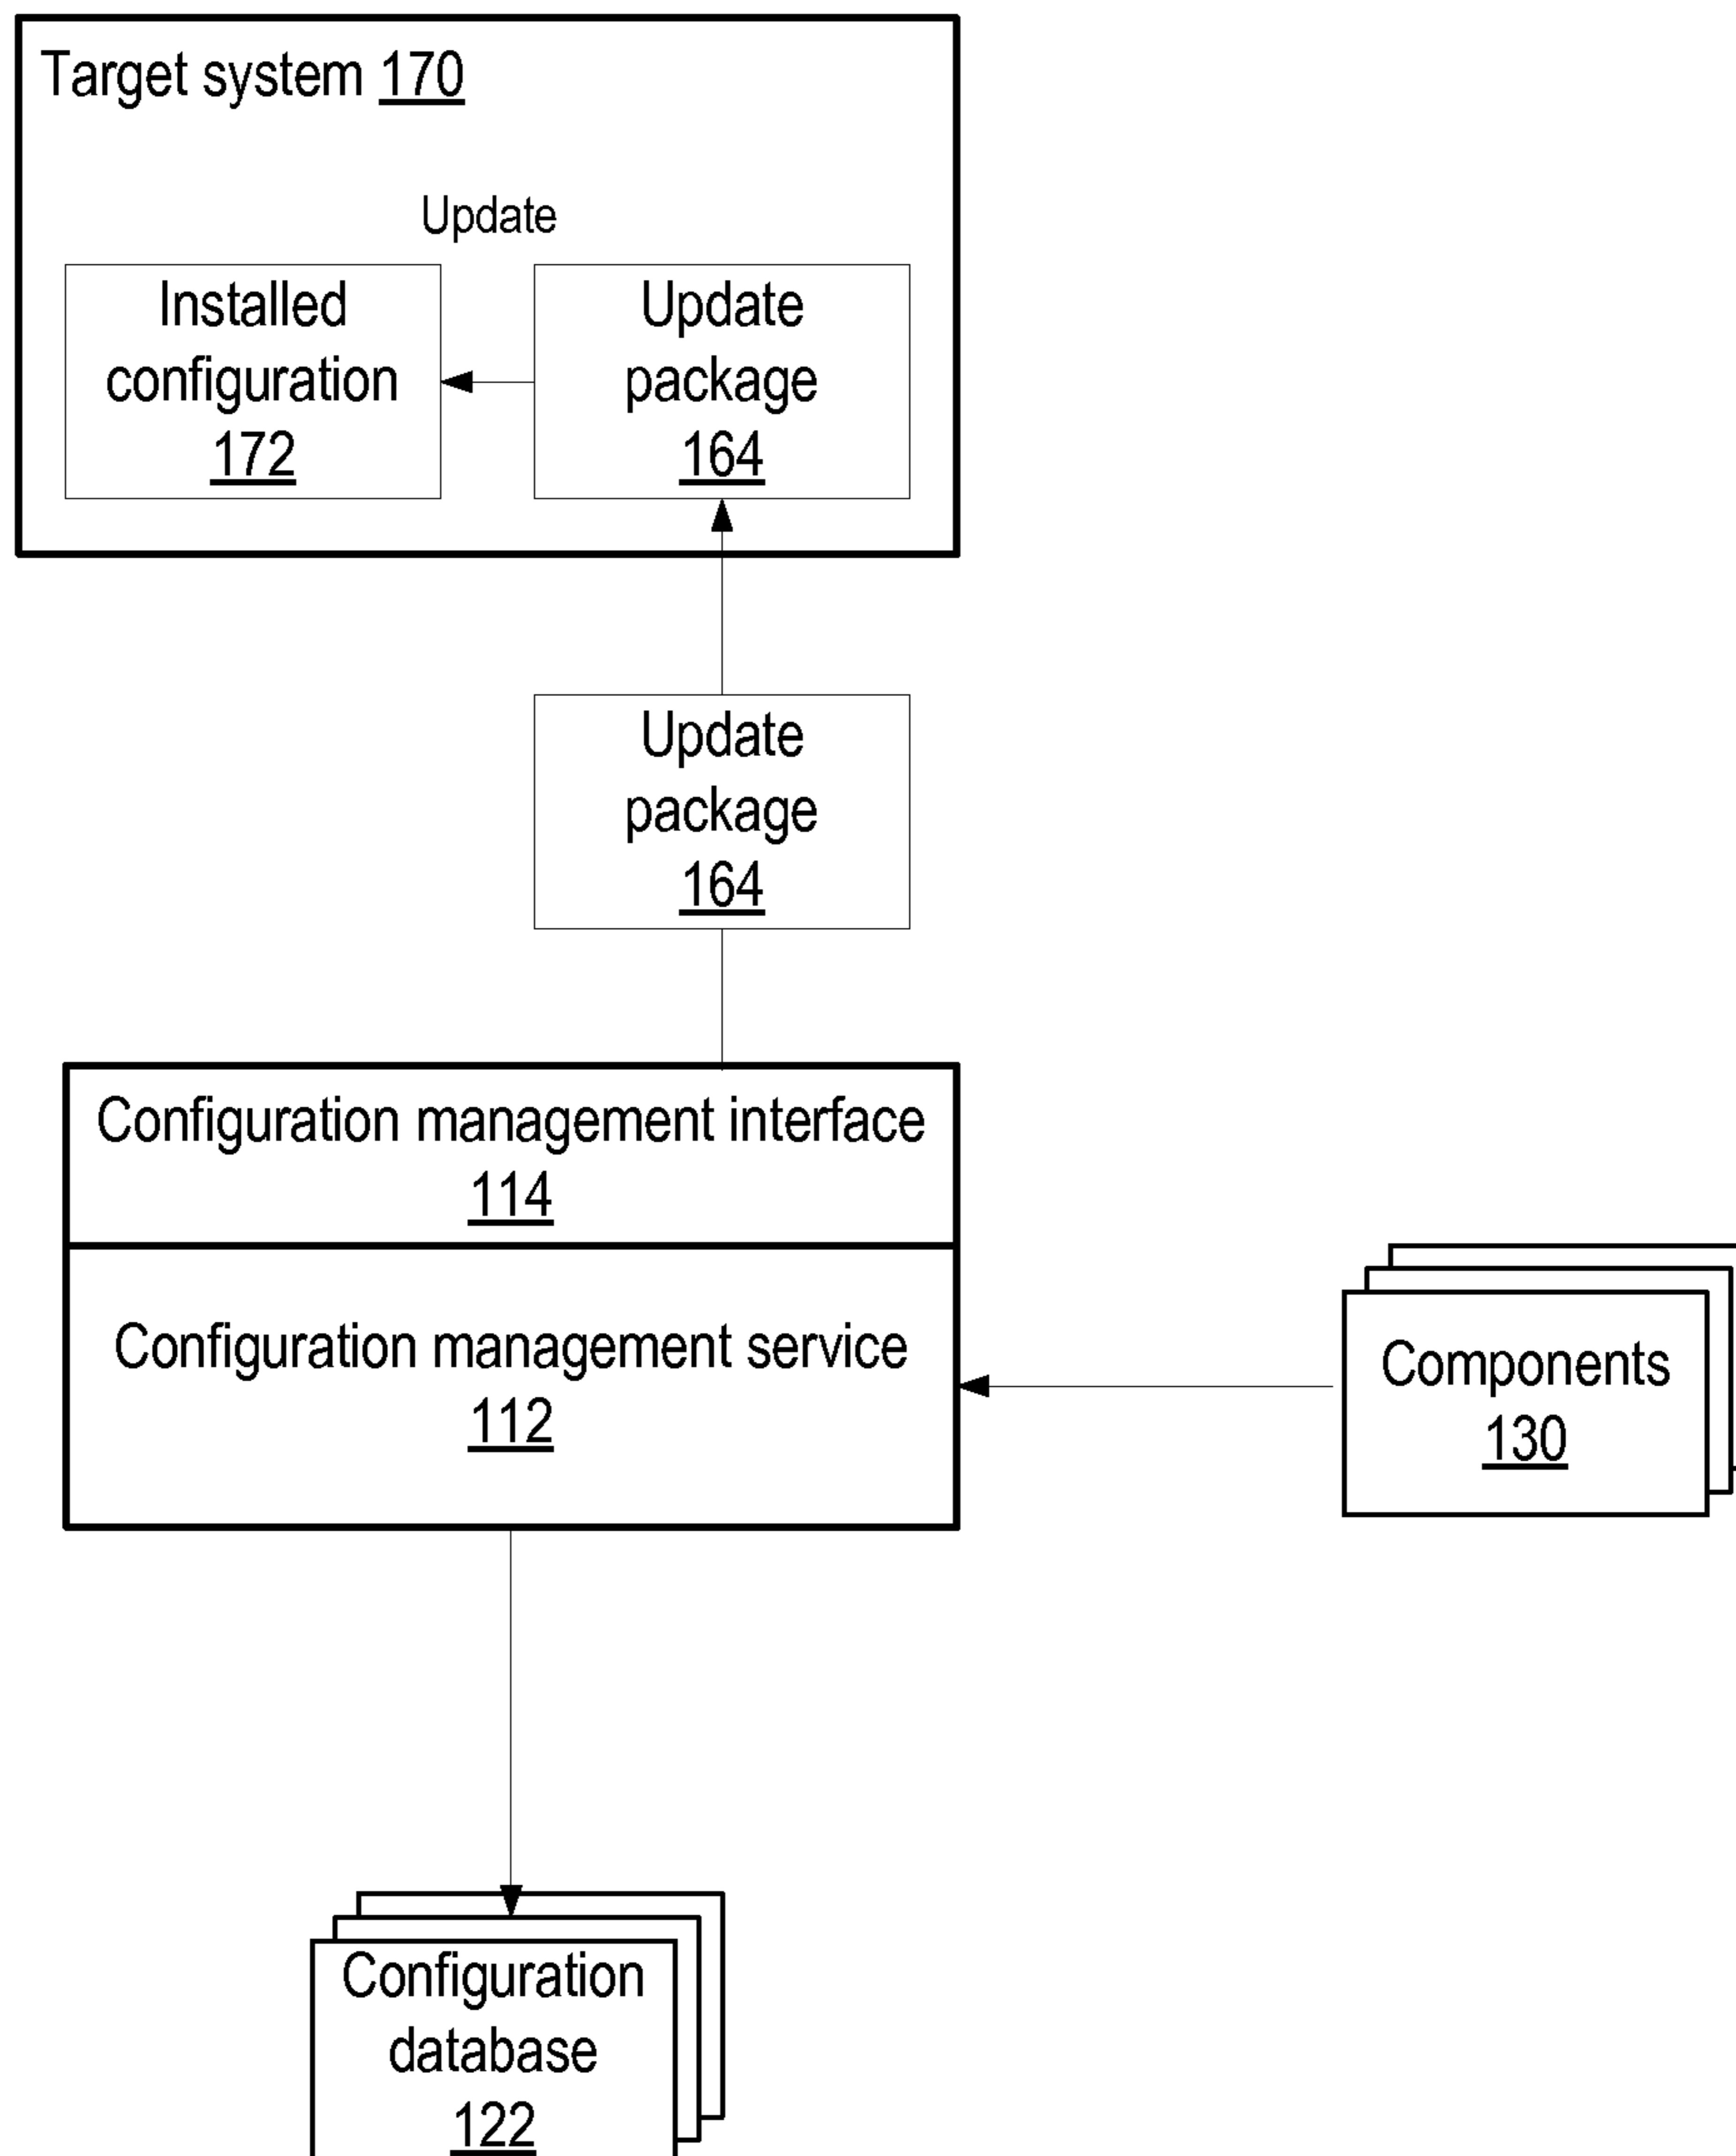 Target system 170
Update
Installed
configuration
172
Update
package
164
Update
package
164
Configuration management interface
114
Configuration management service
112
Components
130
Configuration
database
122